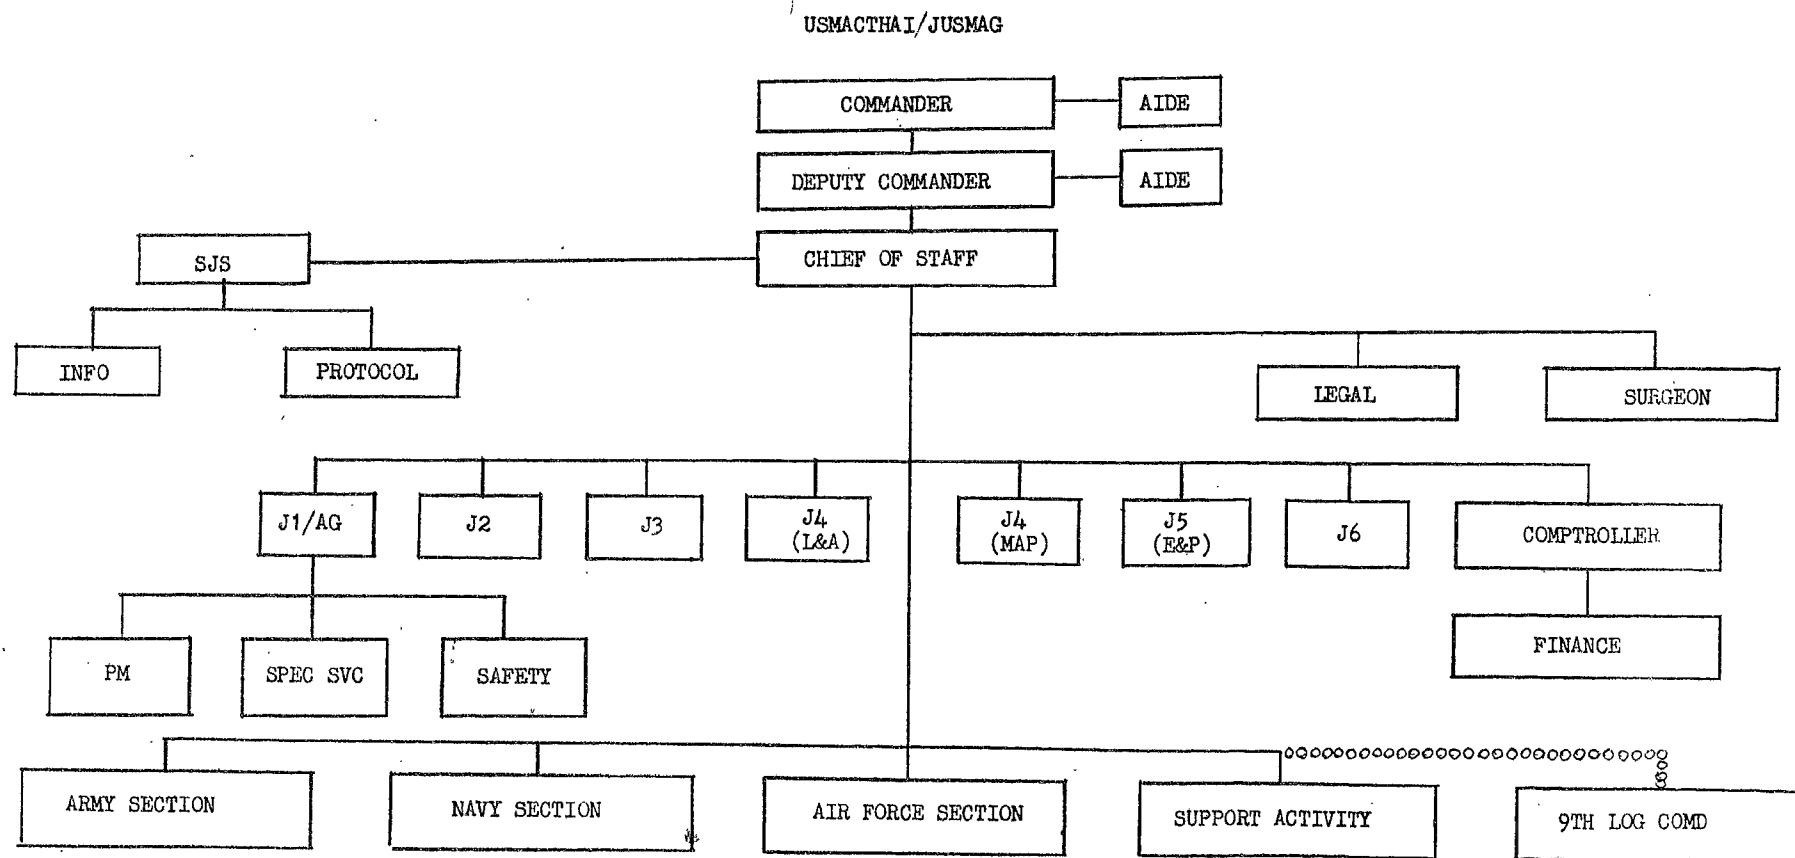 USMACTHAI/JUSMAG
COMMANDER
AIDE
DEPUTY COMMANDER
AIDE
SJS
CHIEF OF STAFF
INFO
PROTOCOL
LEGAL
SURGEON
J1/AG
J2
J3
J4
(L&A)
J4
(MAP)
J5
(E&P)
J6
COMPTROLLER
PM
SPEC SVC
SAFETY
FINANCE
ARMY SECTION
NAVY SECTION
AIR FORCE SECTION
SUPPORT ACTIVITY
9TH LOG COMD